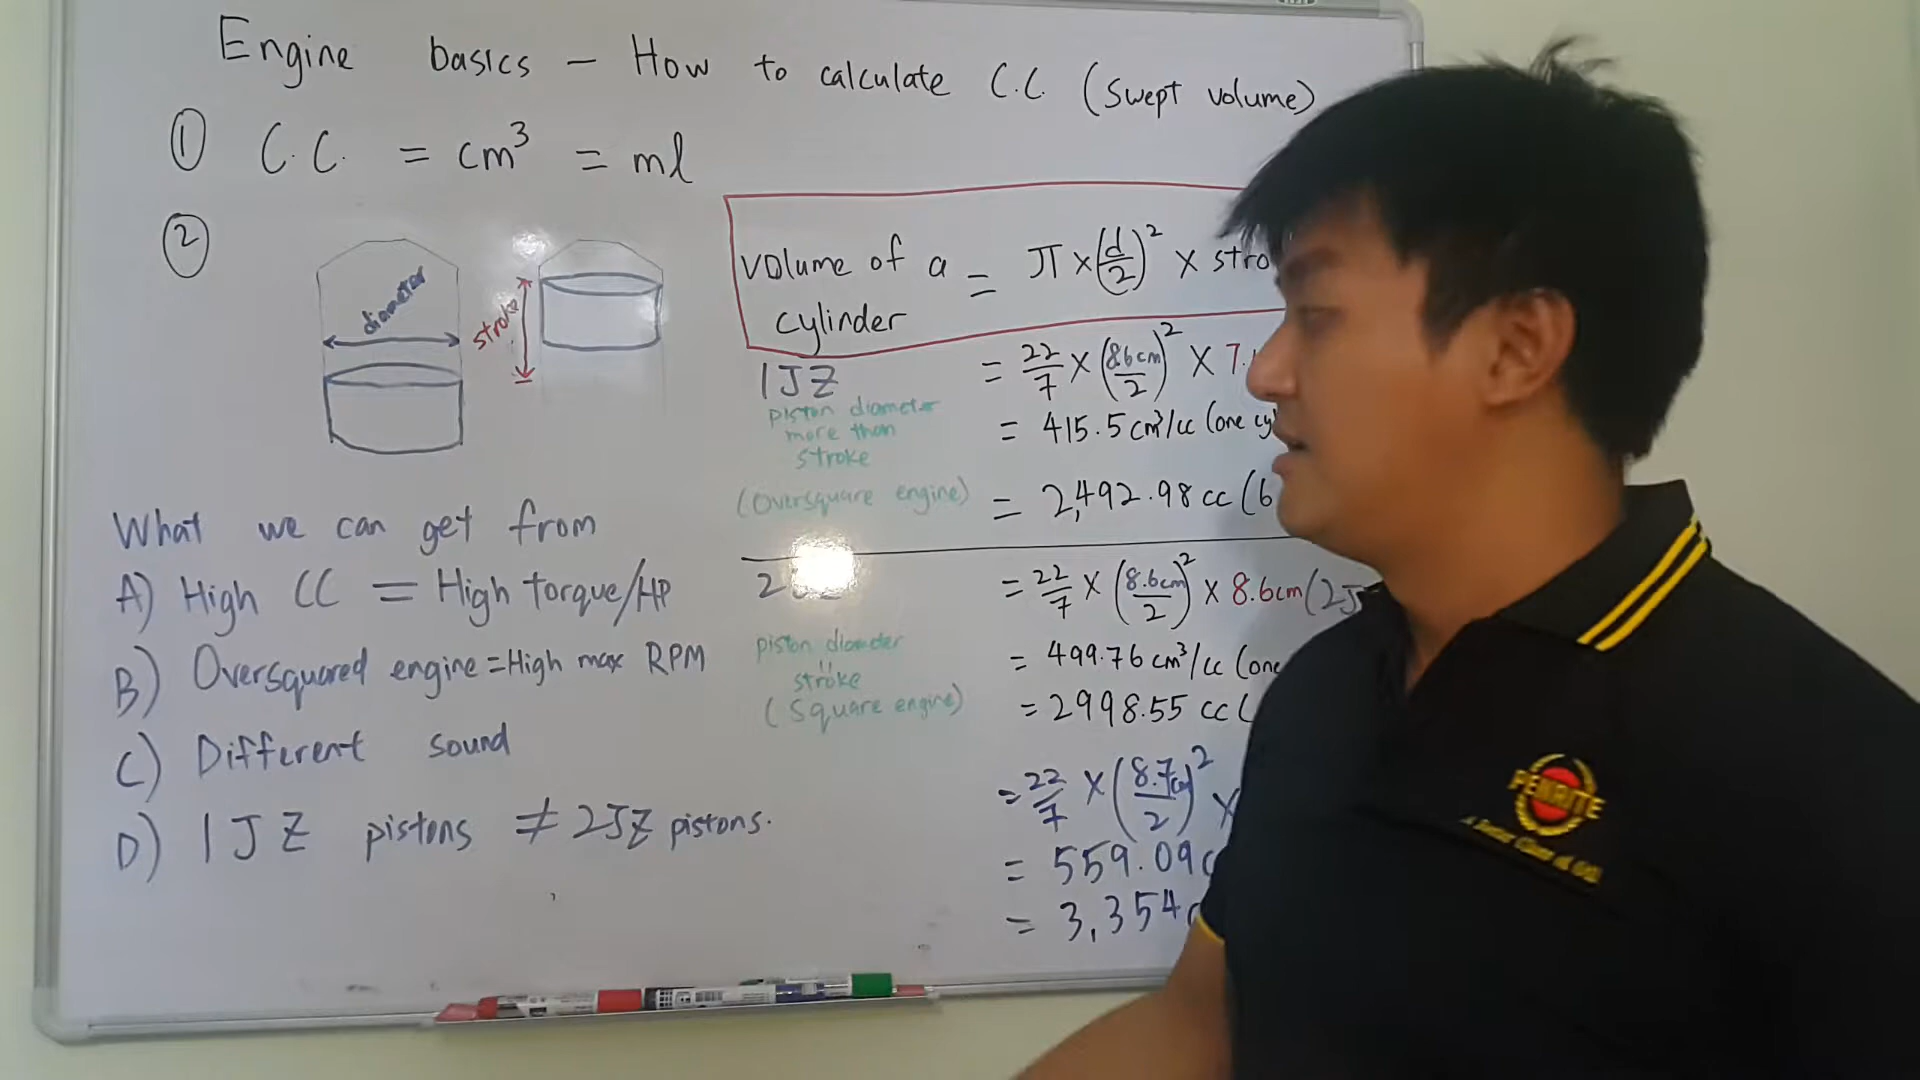 Engine basics – How to calculate C.C. (Swept volume)
① C.C. = cm³ = ml
②
diameter
stroke
volume of a
cylinder
= π × (d/2)² × stro
1JZ
= 22/7 × (8.6cm/2)² × 7.
piston diameter
more than
stroke
= 415.5 cm³/cc (one cy
(Oversquare engine)
= 2,492.98 cc (6
2
= 22/7 × (8.6cm/2)² × 8.6cm (2J
piston diameter
=
stroke
(Square engine)
= 499.76 cm³/cc (one
= 2998.55 cc (
= 22/7 × (8.7cm/2)² ×
= 559.09c
= 3,354c
What we can get from
A) High CC = High torque/HP
B) Oversquared engine = High max RPM
C) Different sound
D) 1JZ pistons ≠ 2JZ pistons.
PENRITE